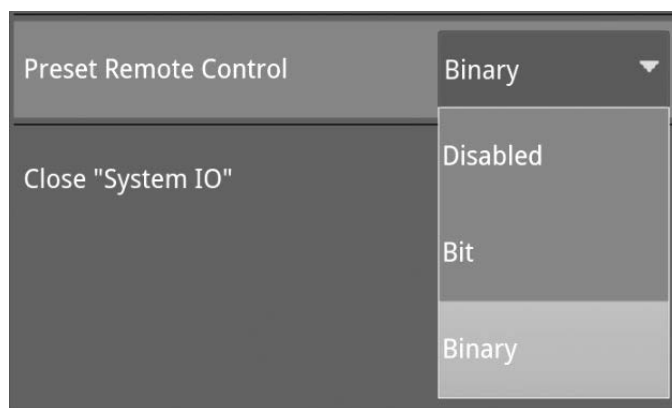 Preset Remote Control
Binary
Disabled
Close "System IO"
Bit
Binary